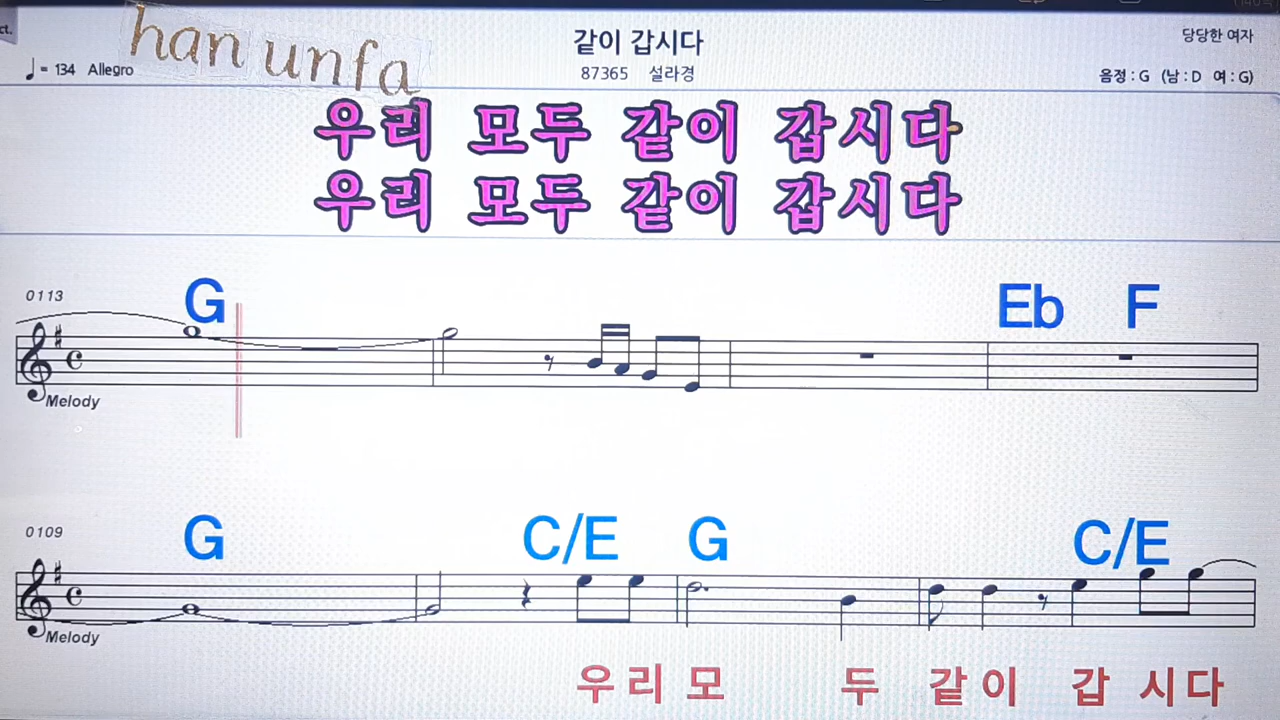 ct.
han unfa
같이 갑시다
당당한 여자
♩= 134 Allegro
87365 설라경
음정 : G (남 : D 여 : G)
우리 모두 같이 갑시다
우리 모두 같이 갑시다
0113
G Eb F
Melody
0109
G C/E G C/E
Melody
우리 모 두 같이 갑 시다